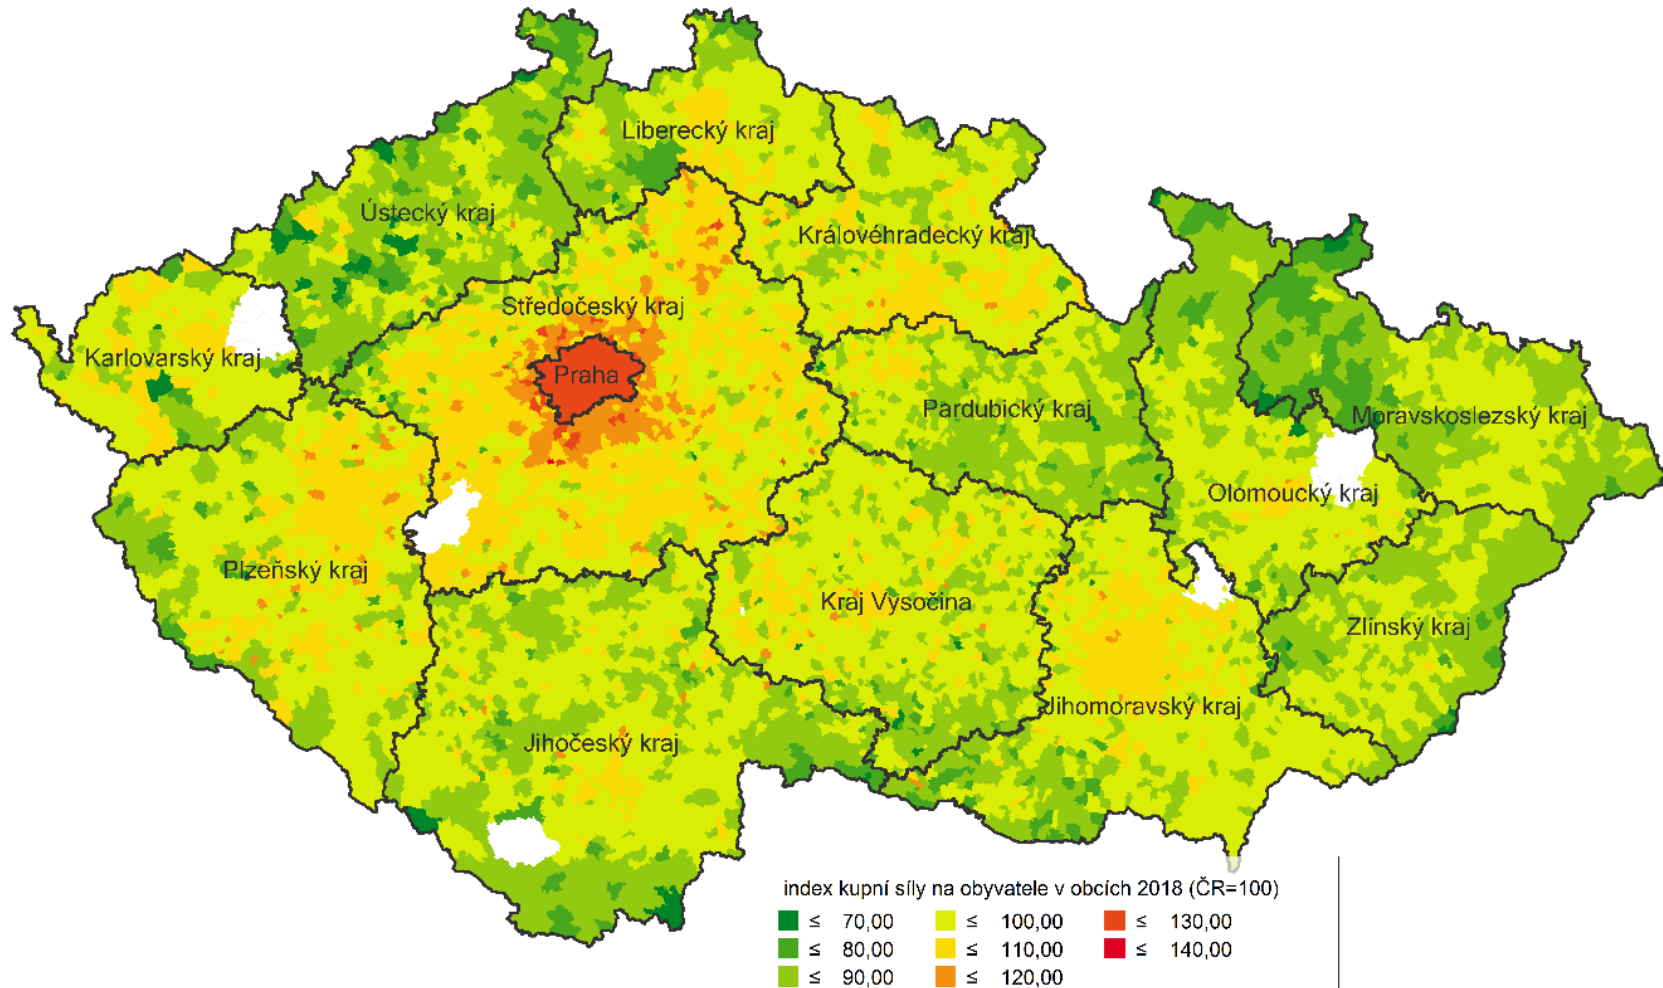 Liberecký kraj
Ústecký kraj
Královéhradecký kraj
Středočeský kraj
Karlovarský kraj
Praha
Pardubický kraj
Moravskoslezský kraj
Olomoucký kraj
Plzeňský kraj
Kraj Vysočina
Zlínský kraj
Jihomoravský kraj
Jihočeský kraj
index kupní síly na obyvatele v obcích 2018 (ČR=100)
≤ 70,00 ≤ 100,00 ≤ 130,00
≤ 80,00 ≤ 110,00 ≤ 140,00
≤ 90,00 ≤ 120,00